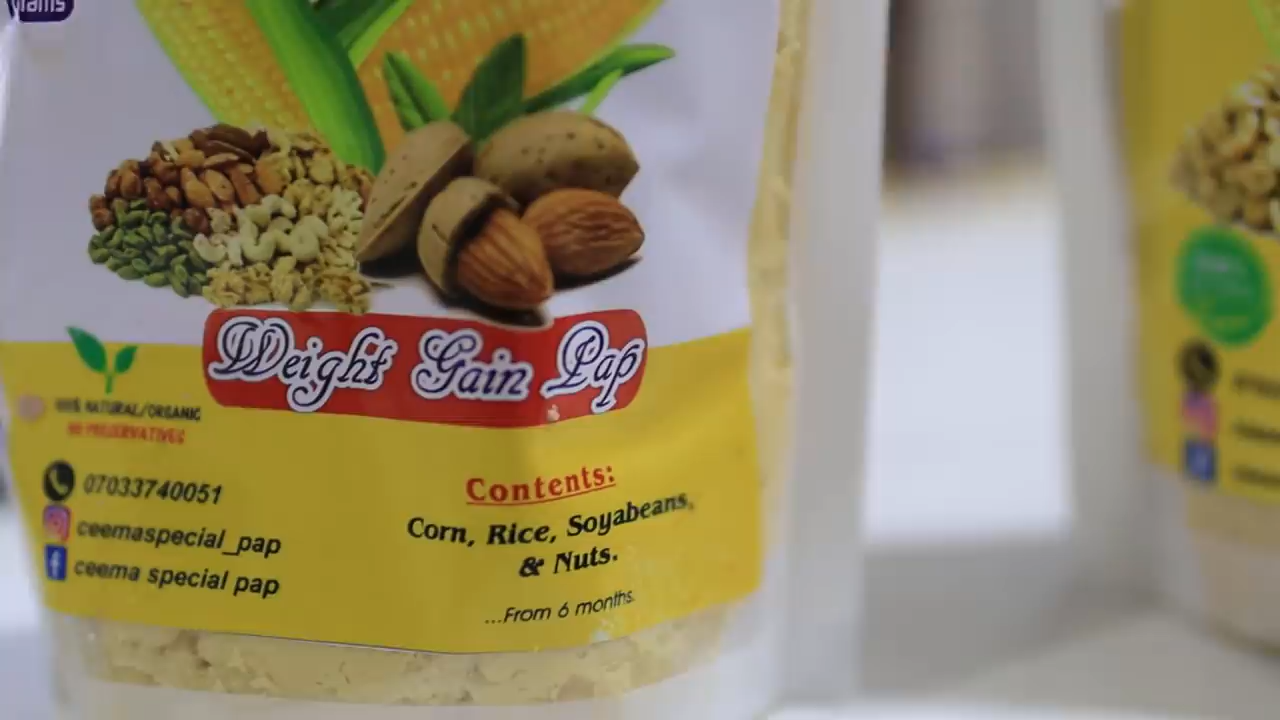 Weight Gain Pap
100% NATURAL/ORGANIC
NO PRESERVATIVES
07033740051
ceemaspecial_pap
ceema special pap
Contents:
Corn, Rice, Soyabeans,
& Nuts.
...From 6 months.